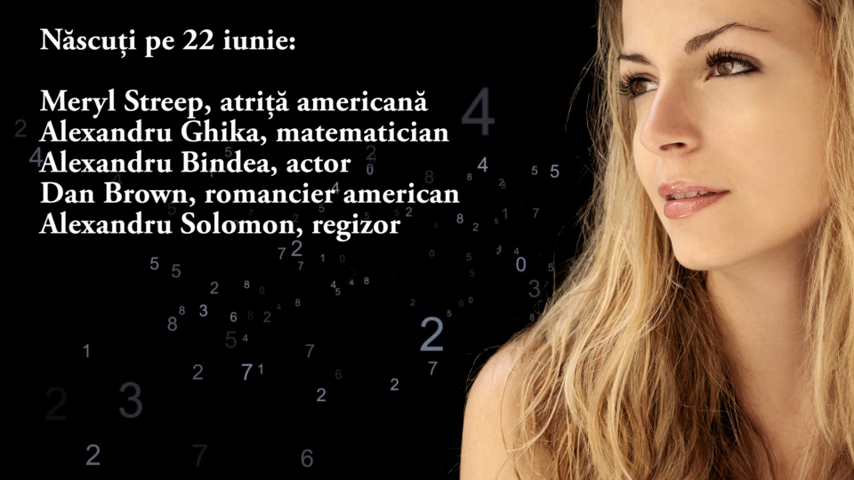 Născuți pe 22 iunie:
Meryl Streep, atriță americană
Alexandru Ghika, matematician
Alexandru Bindea, actor
Dan Brown, romancier american
Alexandru Solomon, regizor